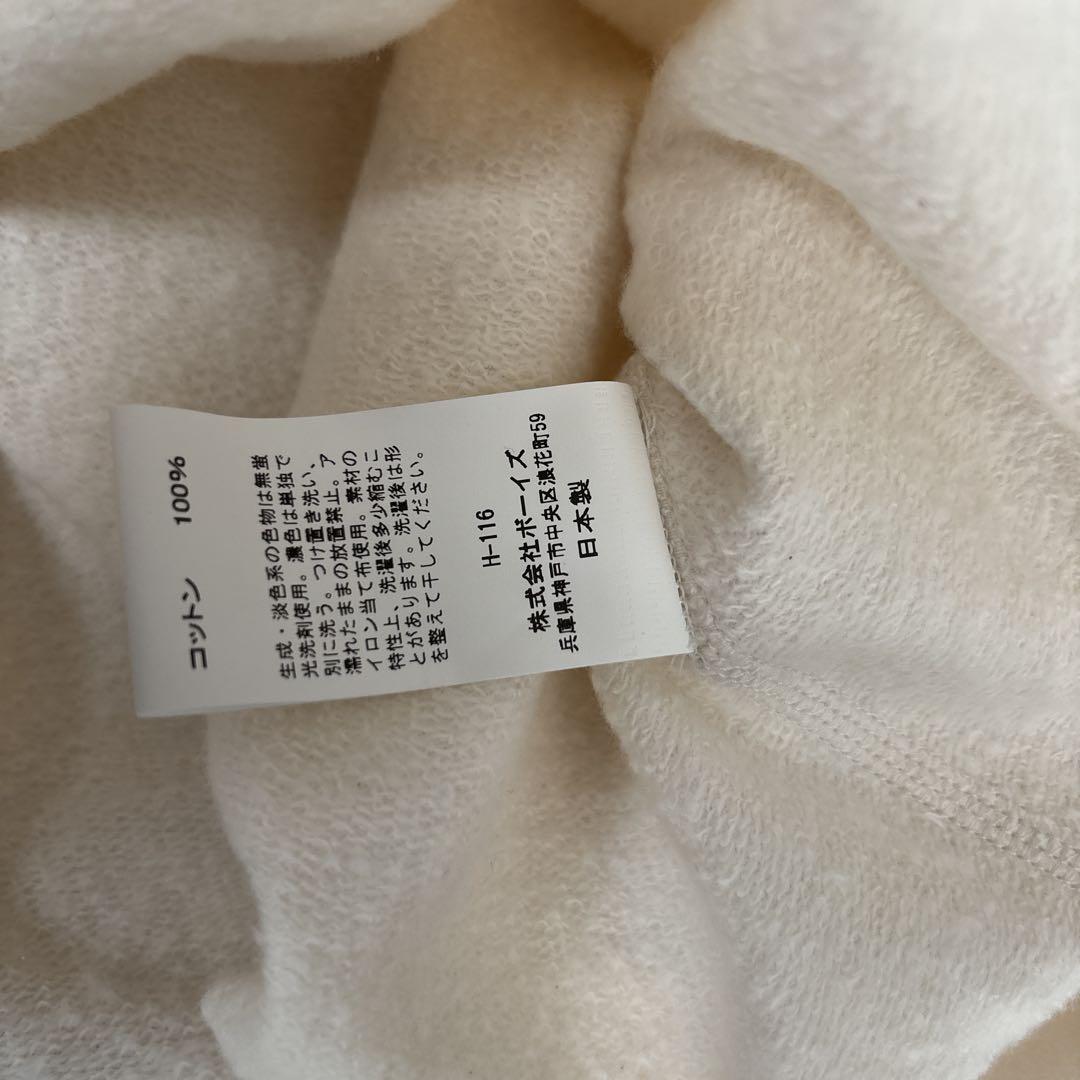 コットン 100%
生成・淡色系の色物は無蛍
光洗剤使用。濃色は単独で
別に洗う。つけ置き洗い、
濡れたままの放置禁止。ア
イロン当て布使用。素材の
特性上、洗濯後多少縮むこ
とがあります。洗濯後は形
を整えて干してください。
H-116
株式会社ボーイズ
兵庫県神戸市中央区浪花町59
日本製